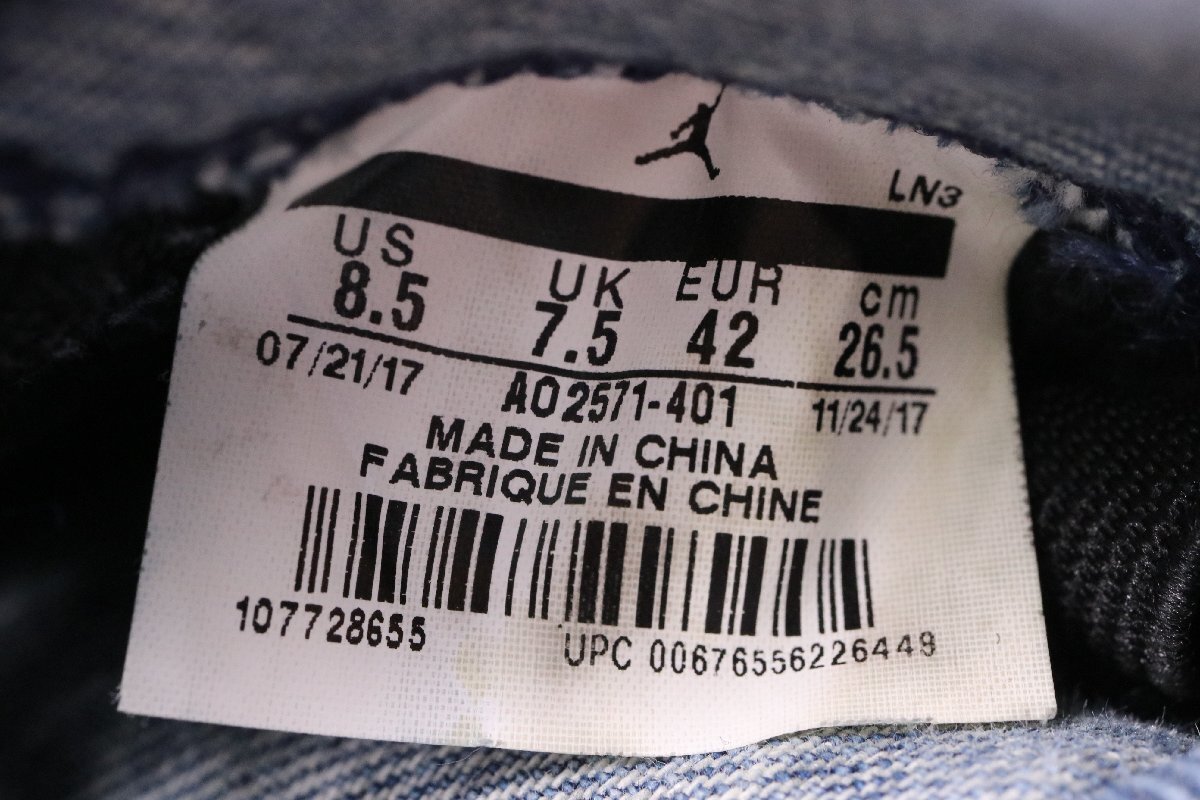 LN3
US UK EUR cm
8.5 7.5 42 26.5
07/21/17 AO2571-401 11/24/17
MADE IN CHINA
FABRIQUE EN CHINE
107728655 UPC 00676556226449